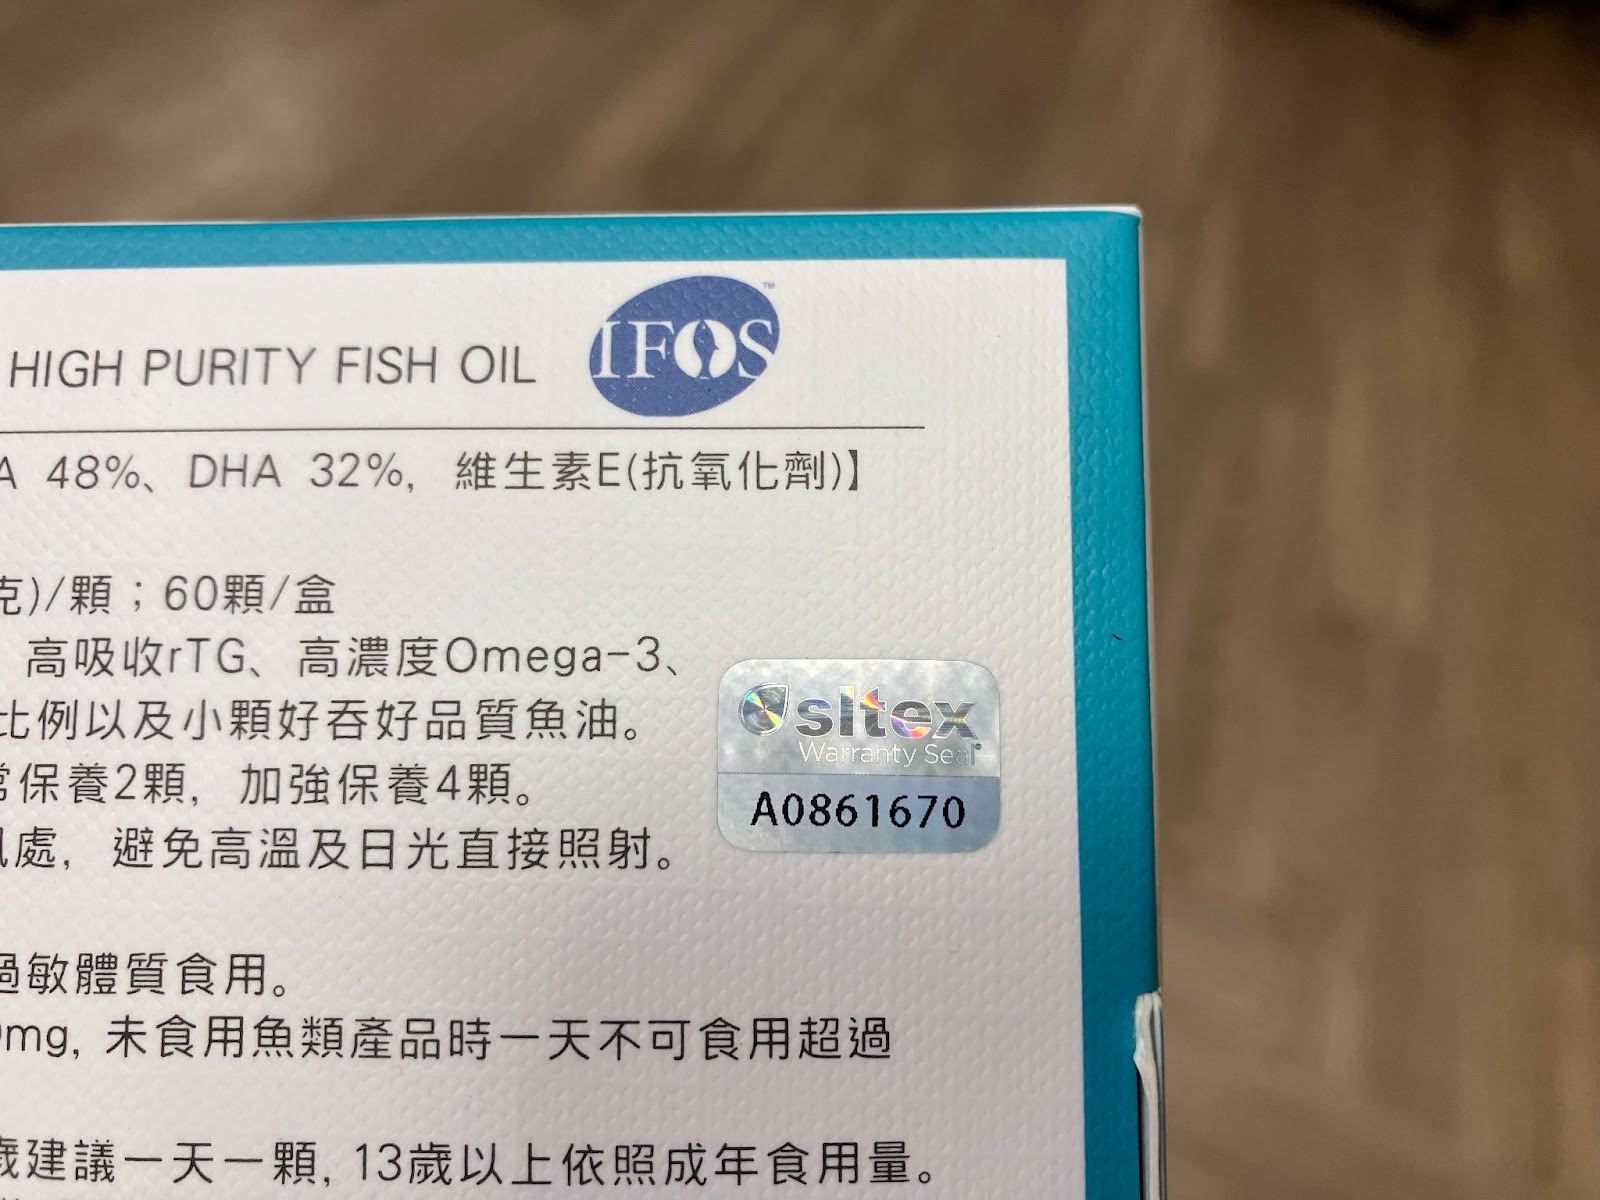 HIGH PURITY FISH OIL
IFOS™
A 48%、DHA 32%, 維生素E(抗氧化劑)】
克)/顆；60顆/盒
高吸收rTG、高濃度Omega-3、
比例以及小顆好吞好品質魚油。
常保養2顆, 加強保養4顆。
處, 避免高溫及日光直接照射。
sltex
Warranty Seal
A0861670
過敏體質食用。
0mg, 未食用魚類產品時一天不可食用超過
歲建議一天一顆, 13歲以上依照成年食用量。